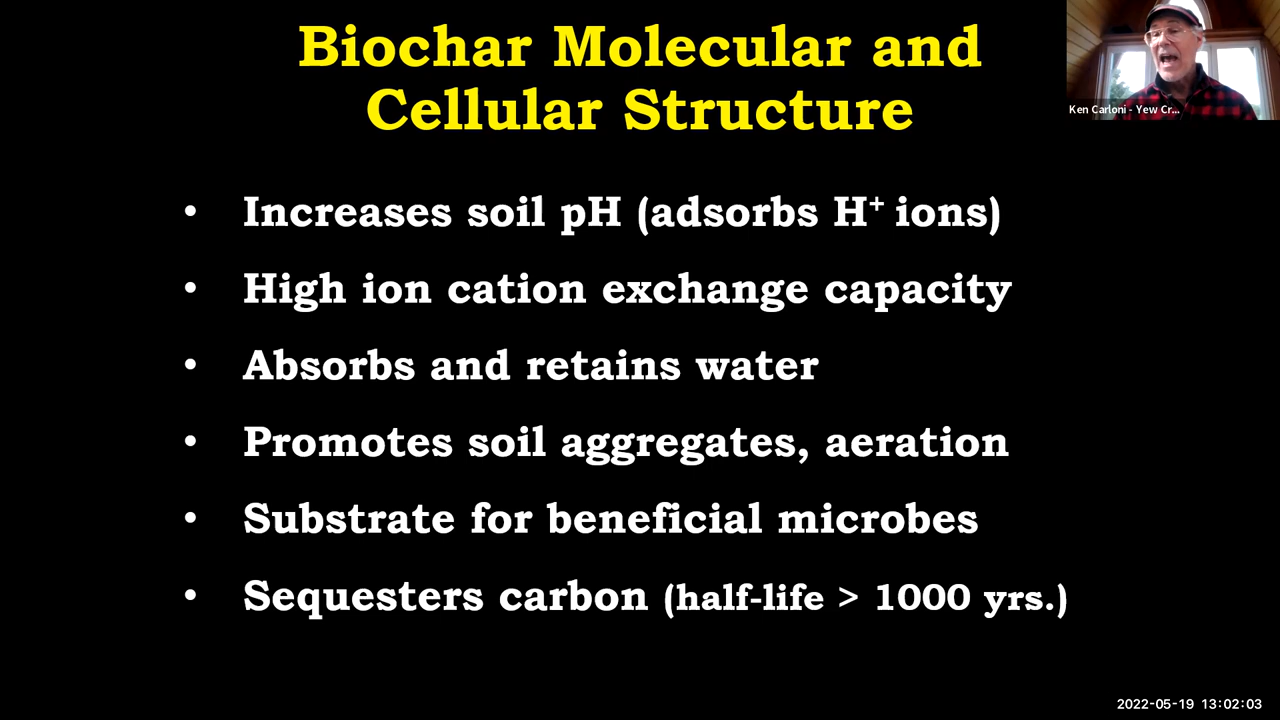 Biochar Molecular and
Cellular Structure
Ken Carloni - Yew Cr...
• Increases soil pH (adsorbs H⁺ ions)
• High ion cation exchange capacity
• Absorbs and retains water
• Promotes soil aggregates, aeration
• Substrate for beneficial microbes
• Sequesters carbon (half-life > 1000 yrs.)
2022-05-19 13:02:03